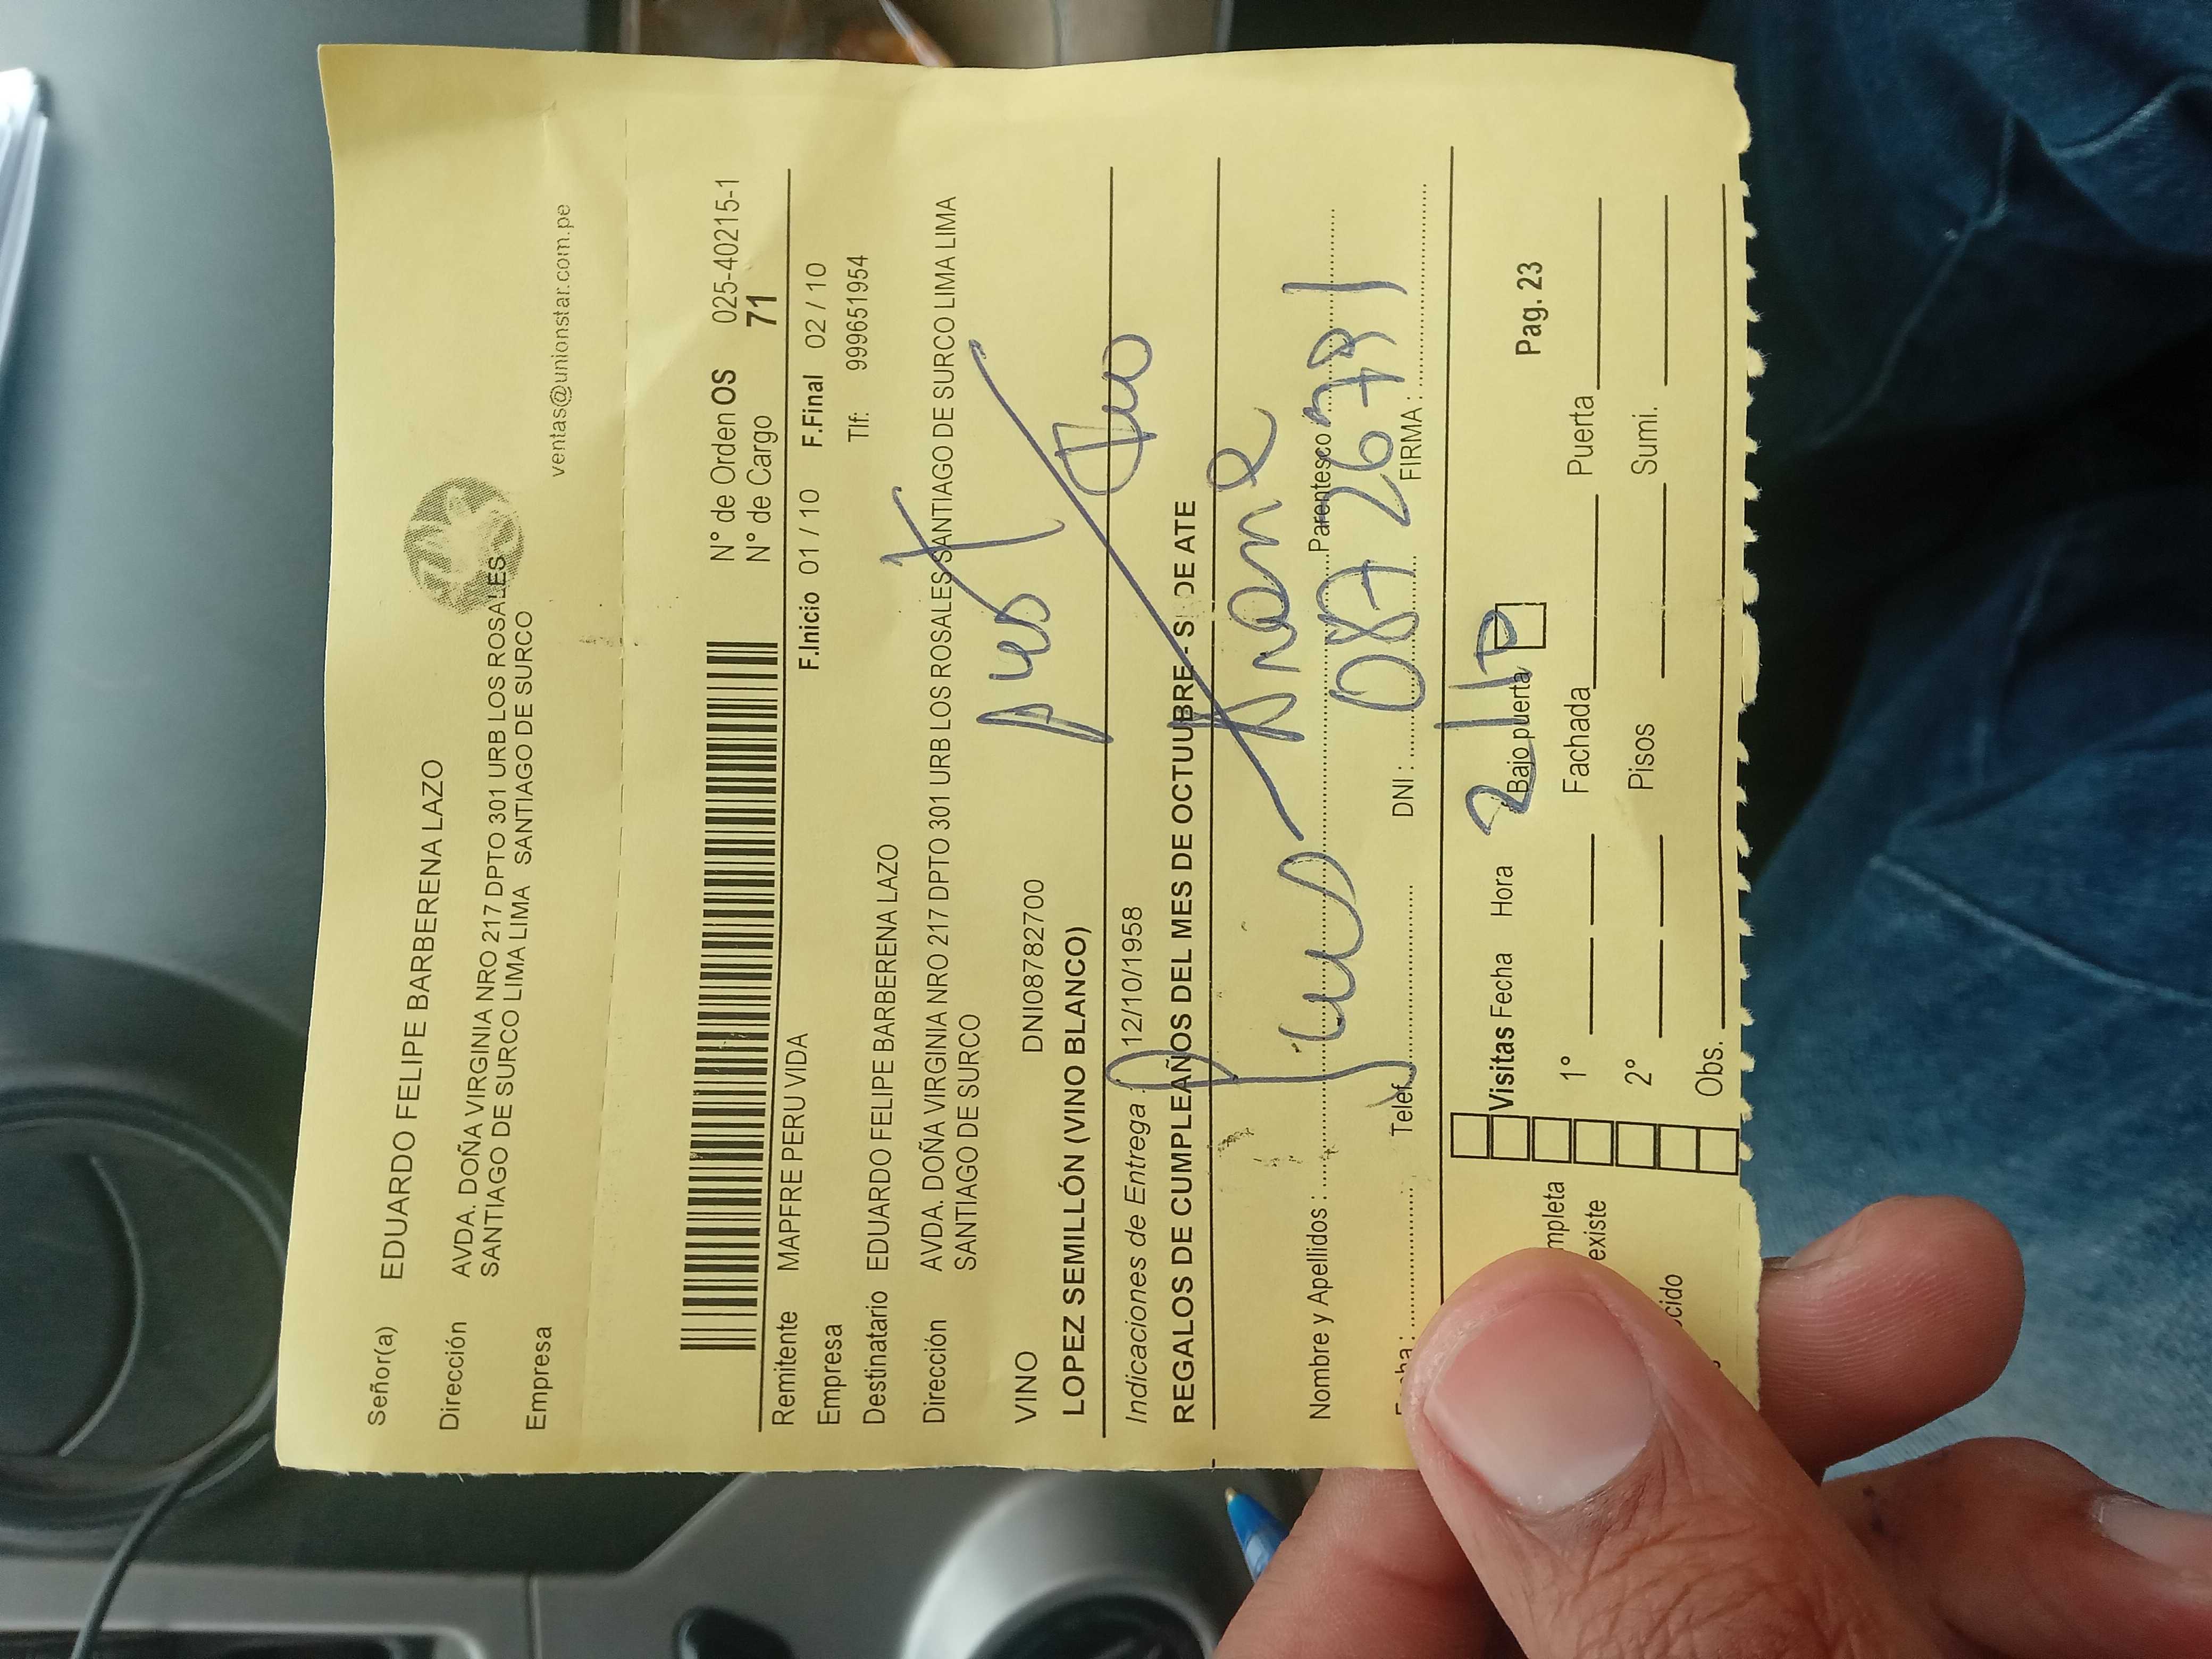 Señor(a) EDUARDO FELIPE BARBERENA LAZO
Dirección AVDA. DOÑA VIRGINIA NRO 217 DPTO 301 URB LOS ROSALES
SANTIAGO DE SURCO LIMA LIMA SANTIAGO DE SURCO
Empresa
ventas@unionstar.com.pe
N° de Orden OS 025-40215-1
N° de Cargo 71
Remitente MAPFRE PERU VIDA F.Inicio 01 / 10 F.Final 02 / 10
Empresa Tlf: 999651954
Destinatario EDUARDO FELIPE BARBERENA LAZO
Dirección AVDA. DOÑA VIRGINIA NRO 217 DPTO 301 URB LOS ROSALES SANTIAGO DE SURCO LIMA LIMA
SANTIAGO DE SURCO
VINO DNI08782700
LOPEZ SEMILLÓN (VINO BLANCO)
Indicaciones de Entrega : 12/10/1958
REGALOS DE CUMPLEAÑOS DEL MES DE OCTUUBRE - DE ATE
Nombre y Apellidos : Parentesco
Telef. DNI : FIRMA :
Visitas Fecha Hora Bajo puerta
1° Fachada Puerta Pag. 23
2° Pisos Sumi.
Obs.